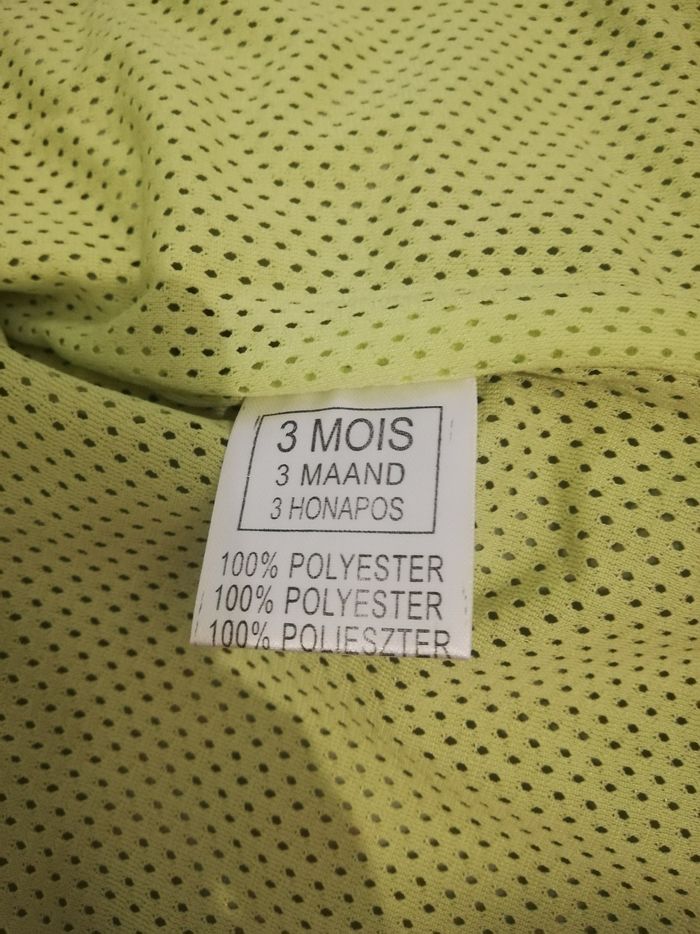 3 MOIS
3 MAAND
3 HONAPOS
100% POLYESTER
100% POLYESTER
100% POLIESZTER